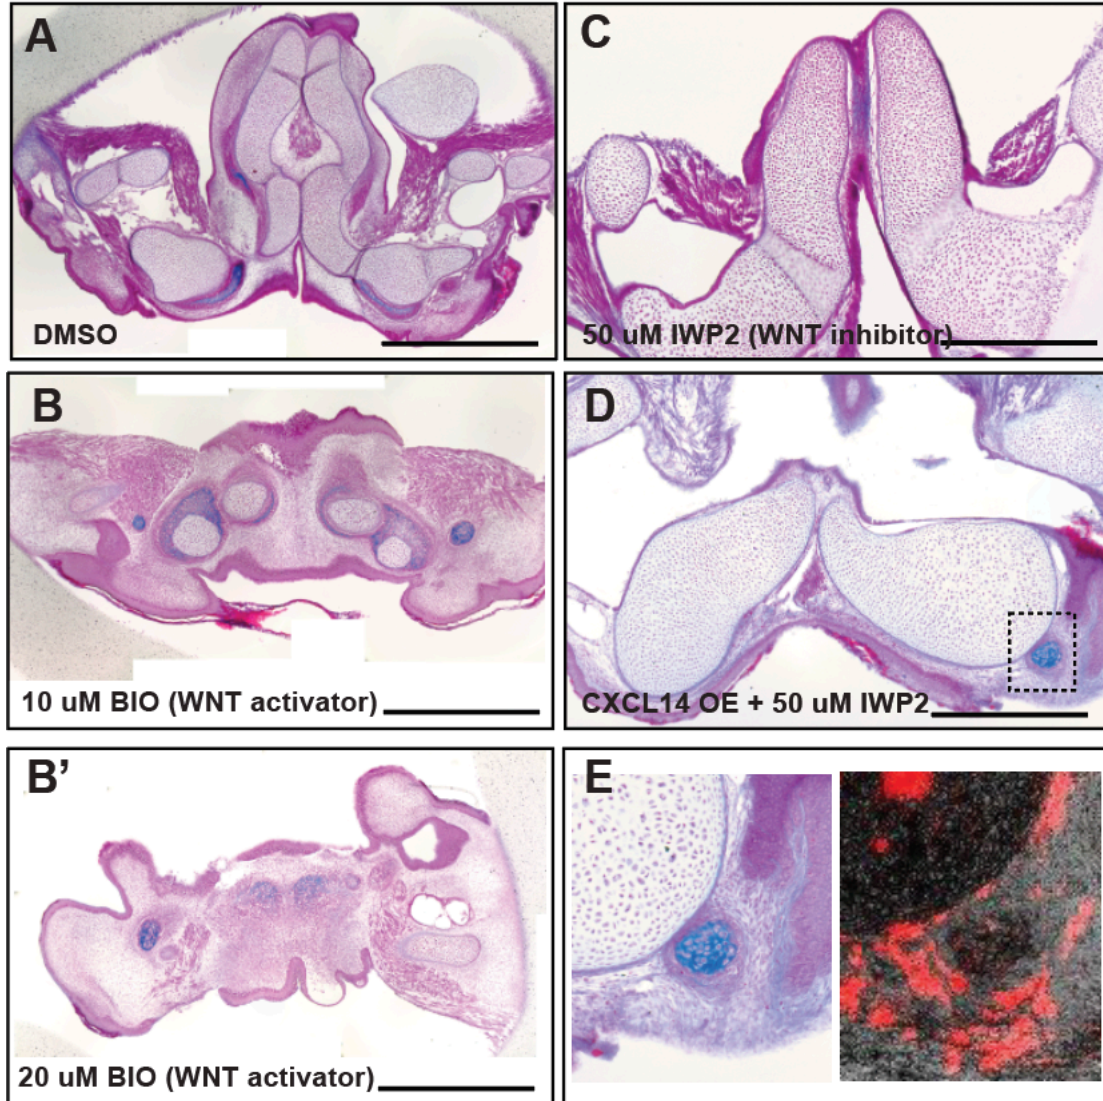 A
DMSO
C
50 uM IWP2 (WNT inhibitor)
B
10 uM BIO (WNT activator)
D
CXCL14 OE + 50 uM IWP2
B’
20 uM BIO (WNT activator)
E